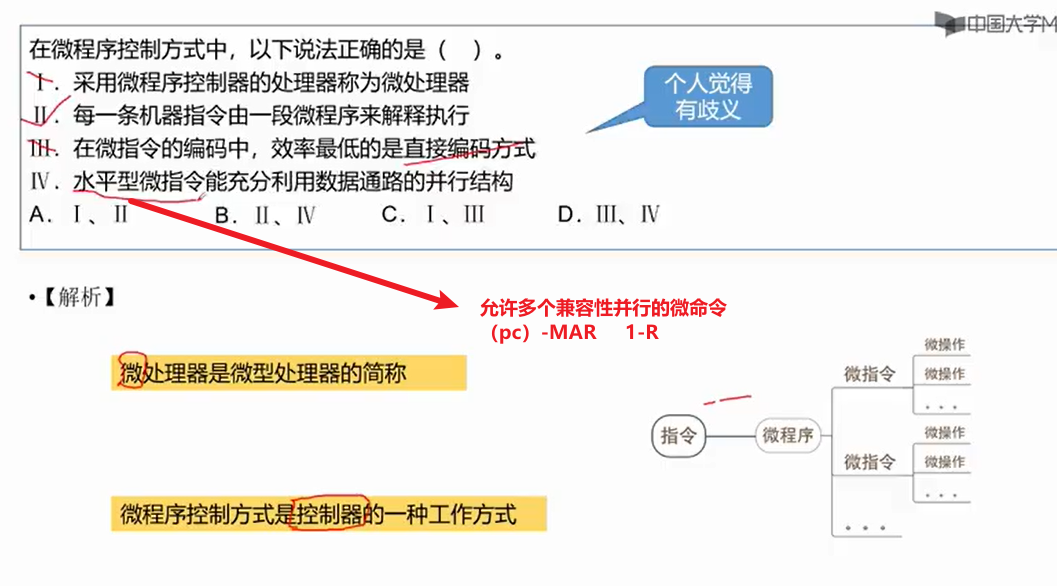 中国大学M
在微程序控制方式中，以下说法正确的是（　）。
Ⅰ．采用微程序控制器的处理器称为微处理器
Ⅱ．每一条机器指令由一段微程序来解释执行
Ⅲ．在微指令的编码中，效率最低的是直接编码方式
Ⅳ．水平型微指令能充分利用数据通路的并行结构
A．Ⅰ、Ⅱ　B．Ⅱ、Ⅳ　C．Ⅰ、Ⅲ　D．Ⅲ、Ⅳ
个人觉得
有歧义
•【解析】
允许多个兼容性并行的微命令
（pc）-MAR 1-R
微处理器是微型处理器的简称
微程序控制方式是控制器的一种工作方式
指令
微程序
微指令
微操作
微操作
. . .
微指令
微操作
微操作
. . .
. . .